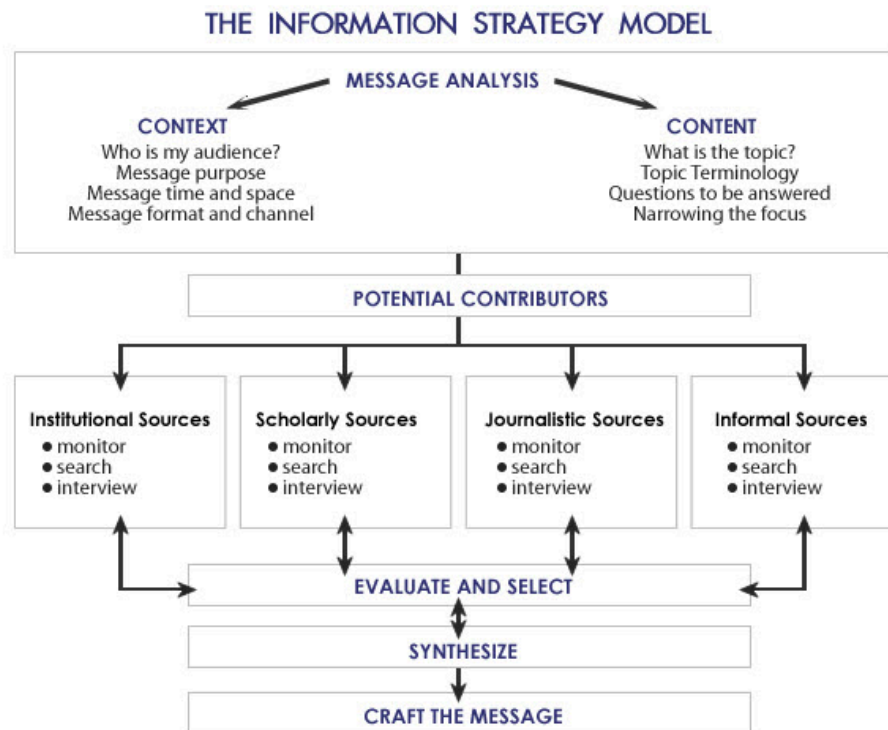 THE INFORMATION STRATEGY MODEL
MESSAGE ANALYSIS
CONTEXT
Who is my audience?
Message purpose
Message time and space
Message format and channel
CONTENT
What is the topic?
Topic Terminology
Questions to be answered
Narrowing the focus
POTENTIAL CONTRIBUTORS
Institutional Sources
● monitor
● search
● interview
Scholarly Sources
● monitor
● search
● interview
Journalistic Sources
● monitor
● search
● interview
Informal Sources
● monitor
● search
● interview
EVALUATE AND SELECT
SYNTHESIZE
CRAFT THE MESSAGE